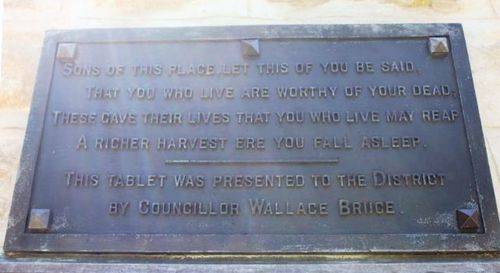 Sons of this place, let this of you be said,
That you who live are worthy of your dead;
These gave their lives that you who live may reap
A richer harvest ere you fall asleep.
This tablet was presented to the District
by Councillor Wallace Bruce.